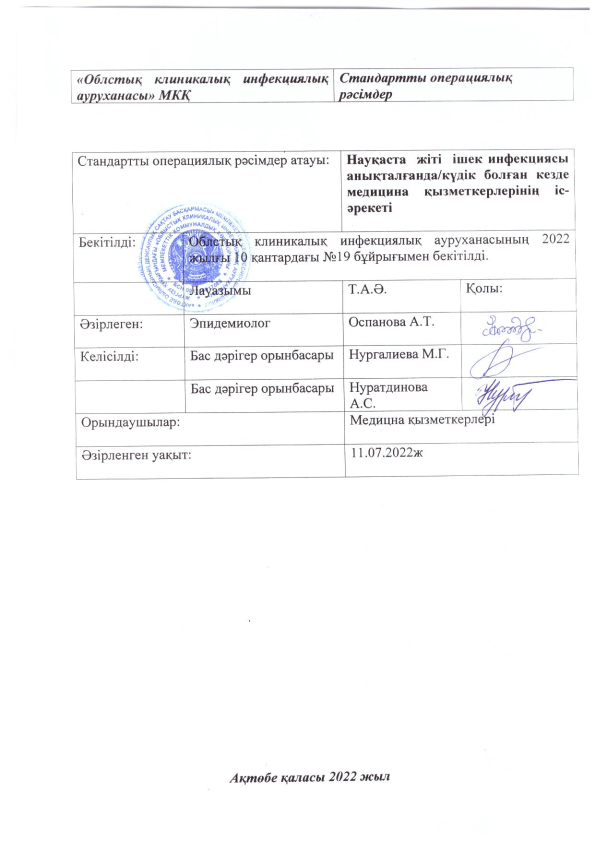 «Облстық клиникалық инфекциялық Стандартты операциялық
ауруханасы» МКҚ рәсімдер
Стандартты операциялық рәсімдер атауы: Науқаста жіті ішек инфекциясы
анықталғанда/күдік болған кезде
медицина қызметкерлерінің іс-
әрекеті
Бекітілді: Облстық клиникалық инфекциялық ауруханасының 2022
жылғы 10 қантардағы №19 бұйрығымен бекітілді.
Лауазымы Т.А.Ә. Қолы:
Әзірлеген: Эпидемиолог Оспанова А.Т.
Келісілді: Бас дәрігер орынбасары Нургалиева М.Г.
Бас дәрігер орынбасары Нуратдинова
А.С.
Орындаушылар: Медицна қызметкерлері
Әзірленген уақыт: 11.07.2022ж
Ақтөбе қаласы 2022 жыл